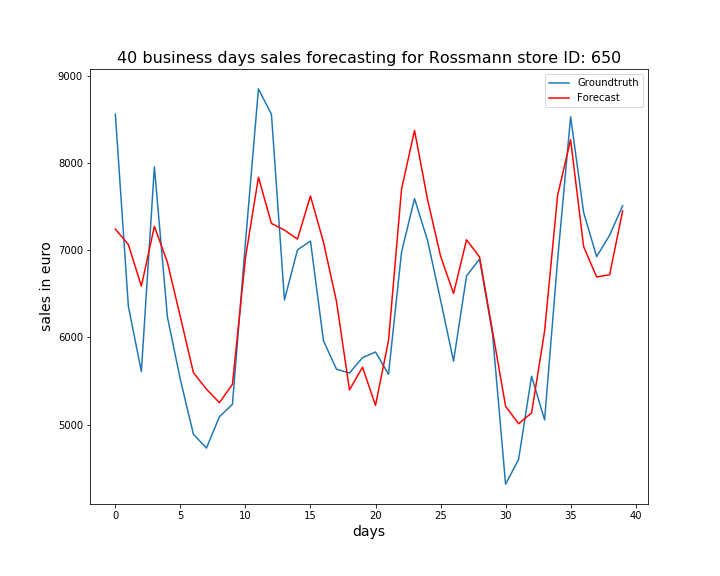 40 business days sales forecasting for Rossmann store ID: 650
Groundtruth
Forecast
9000
8000
7000
6000
5000
sales in euro
0 5 10 15 20 25 30 35 40
days